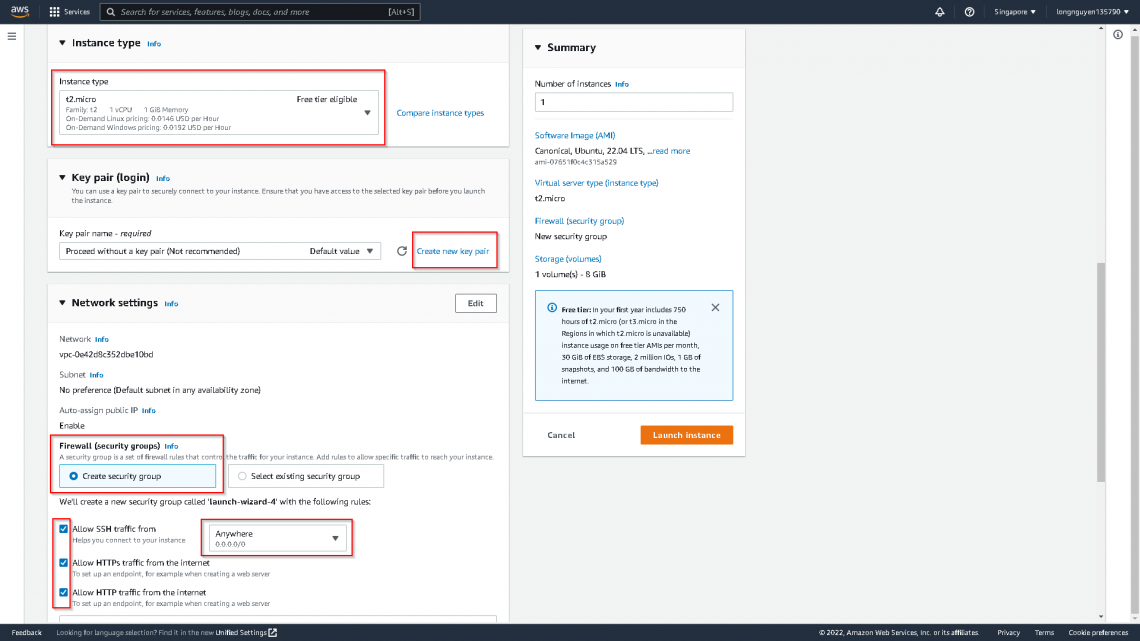 aws
Services
Search for services, features, blogs, docs, and more
[Alt+S]
Singapore
longnguyen135790
Instance type Info
Instance type
t2.micro
Free tier eligible
Family: t2 1 vCPU 1 GiB Memory
On-Demand Linux pricing: 0.0146 USD per Hour
On-Demand Windows pricing: 0.0192 USD per Hour
Compare instance types
Key pair (login) Info
You can use a key pair to securely connect to your instance. Ensure that you have access to the selected key pair before you launch
the instance.
Key pair name - required
Proceed without a key pair (Not recommended)
Default value
Create new key pair
Network settings Info
Edit
Network Info
vpc-0e42d8c352dbe10bd
Subnet Info
No preference (Default subnet in any availability zone)
Auto-assign public IP Info
Enable
Firewall (security groups) Info
A security group is a set of firewall rules that control the traffic for your instance. Add rules to allow specific traffic to reach your instance.
Create security group
Select existing security group
We'll create a new security group called 'launch-wizard-4' with the following rules:
Allow SSH traffic from
Helps you connect to your instance
Anywhere
0.0.0.0/0
Allow HTTPs traffic from the internet
To set up an endpoint, for example when creating a web server
Allow HTTP traffic from the internet
To set up an endpoint, for example when creating a web server
Summary
Number of instances Info
1
Software Image (AMI)
Canonical, Ubuntu, 22.04 LTS, ...read more
ami-07651f0c4c315a529
Virtual server type (instance type)
t2.micro
Firewall (security group)
New security group
Storage (volumes)
1 volume(s) - 8 GiB
Free tier: In your first year includes 750
hours of t2.micro (or t3.micro in the
Regions in which t2.micro is unavailable)
instance usage on free tier AMIs per month,
30 GiB of EBS storage, 2 million IOs, 1 GB of
snapshots, and 100 GB of bandwidth to the
internet.
Cancel
Launch instance
Feedback
Looking for language selection? Find it in the new Unified Settings
© 2022, Amazon Web Services, Inc. or its affiliates.
Privacy
Terms
Cookie preferences